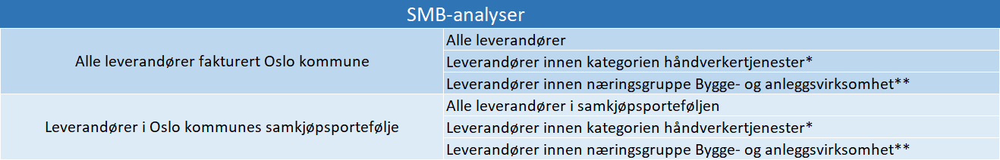 SMB-analyser
Alle leverandører fakturert Oslo kommune
Alle leverandører
Leverandører innen kategorien håndverkertjenester*
Leverandører innen næringsgruppe Bygge- og anleggsvirksomhet**
Leverandører i Oslo kommunes samkjøpsportefølje
Alle leverandører i samkjøpsporteføljen
Leverandører innen kategorien håndverkertjenester*
Leverandører innen næringsgruppe Bygge- og anleggsvirksomhet**